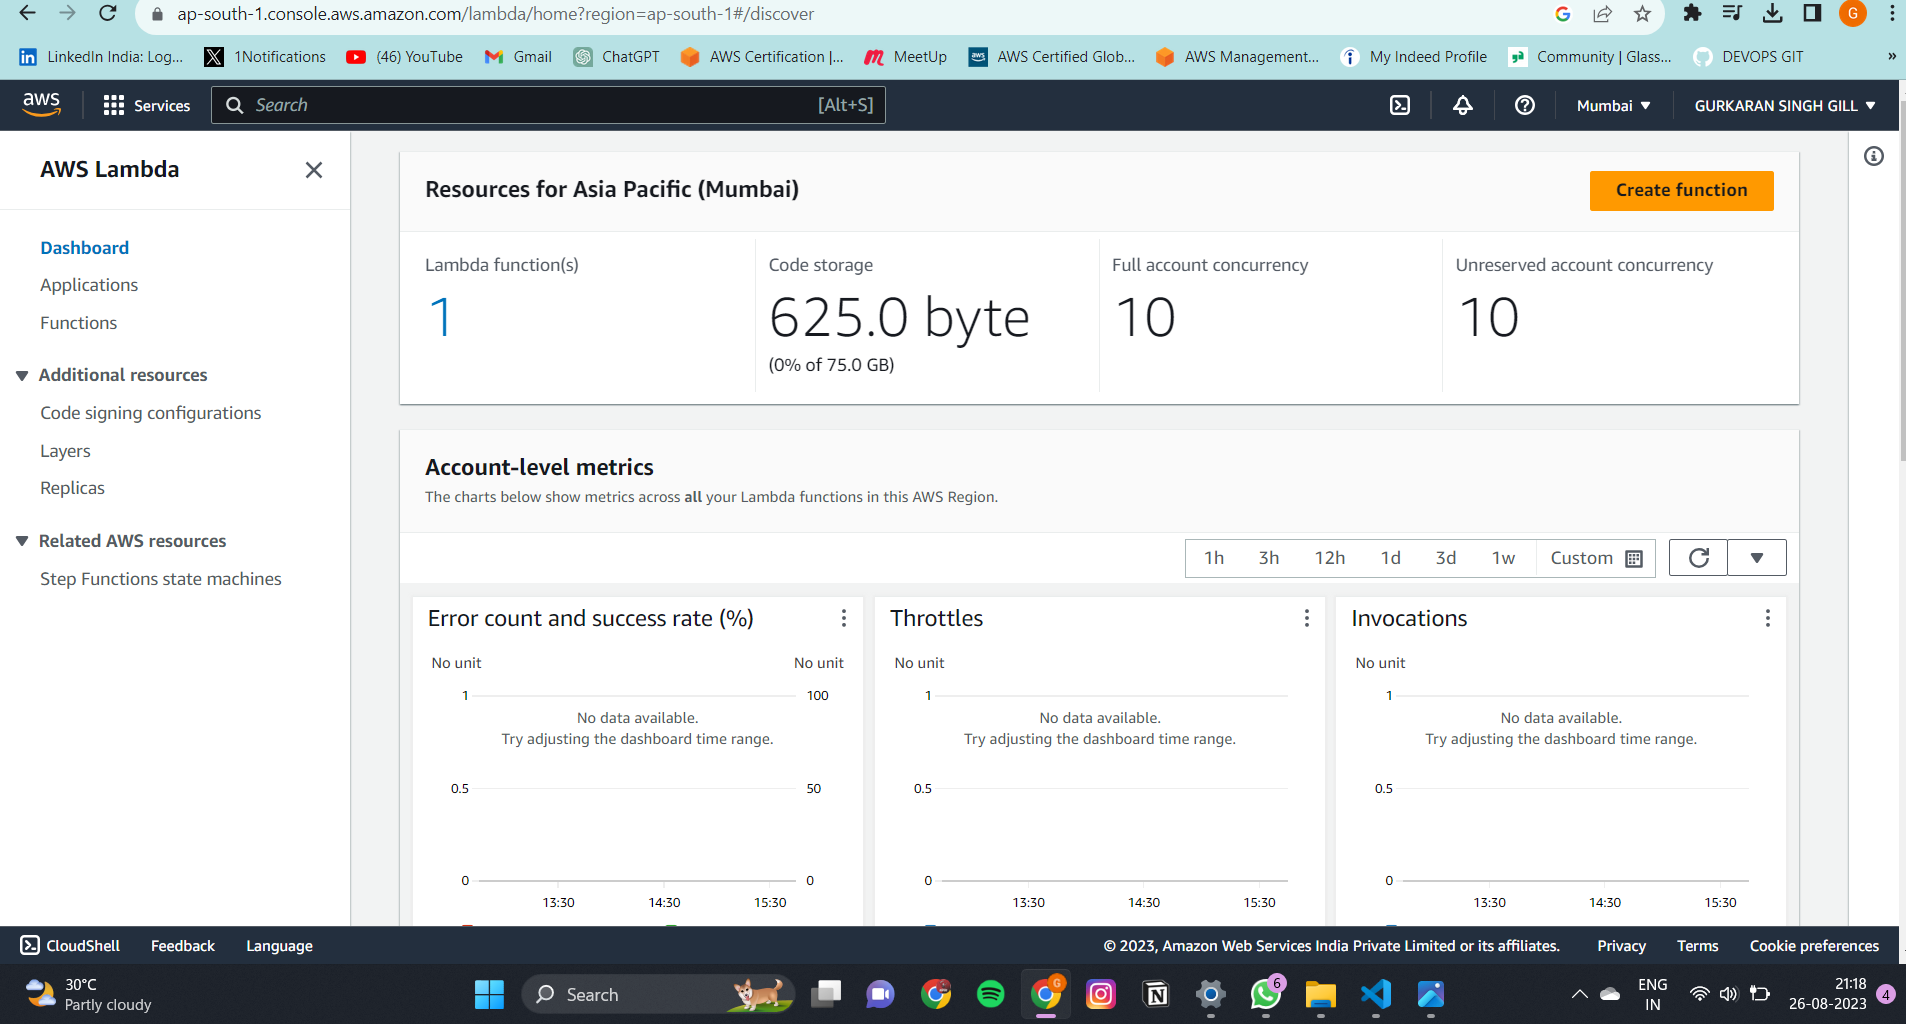 ap-south-1.console.aws.amazon.com/lambda/home?region=ap-south-1#/discover
G
LinkedIn India: Log...
1Notifications
(46) YouTube
Gmail
ChatGPT
AWS Certification |...
MeetUp
AWS Certified Glob...
AWS Management...
My Indeed Profile
Community | Glass...
DEVOPS GIT
»
aws
Services
Search
[Alt+S]
Mumbai
GURKARAN SINGH GILL
AWS Lambda
Dashboard
Applications
Functions
Additional resources
Code signing configurations
Layers
Replicas
Related AWS resources
Step Functions state machines
Resources for Asia Pacific (Mumbai)
Create function
Lambda function(s)
1
Code storage
625.0 byte
(0% of 75.0 GB)
Full account concurrency
10
Unreserved account concurrency
10
Account-level metrics
The charts below show metrics across all your Lambda functions in this AWS Region.
1h 3h 12h 1d 3d 1w Custom
Error count and success rate (%)
No unit No unit
1 100
No data available.
Try adjusting the dashboard time range.
0.5 50
0 0
13:30 14:30 15:30
Throttles
No unit
1
No data available.
Try adjusting the dashboard time range.
0.5
0
13:30 14:30 15:30
Invocations
No unit
1
No data available.
Try adjusting the dashboard time range.
0.5
0
13:30 14:30 15:30
CloudShell
Feedback
Language
© 2023, Amazon Web Services India Private Limited or its affiliates.
Privacy
Terms
Cookie preferences
30°C
Partly cloudy
Search
G
6
ENG
IN
21:18
26-08-2023
4